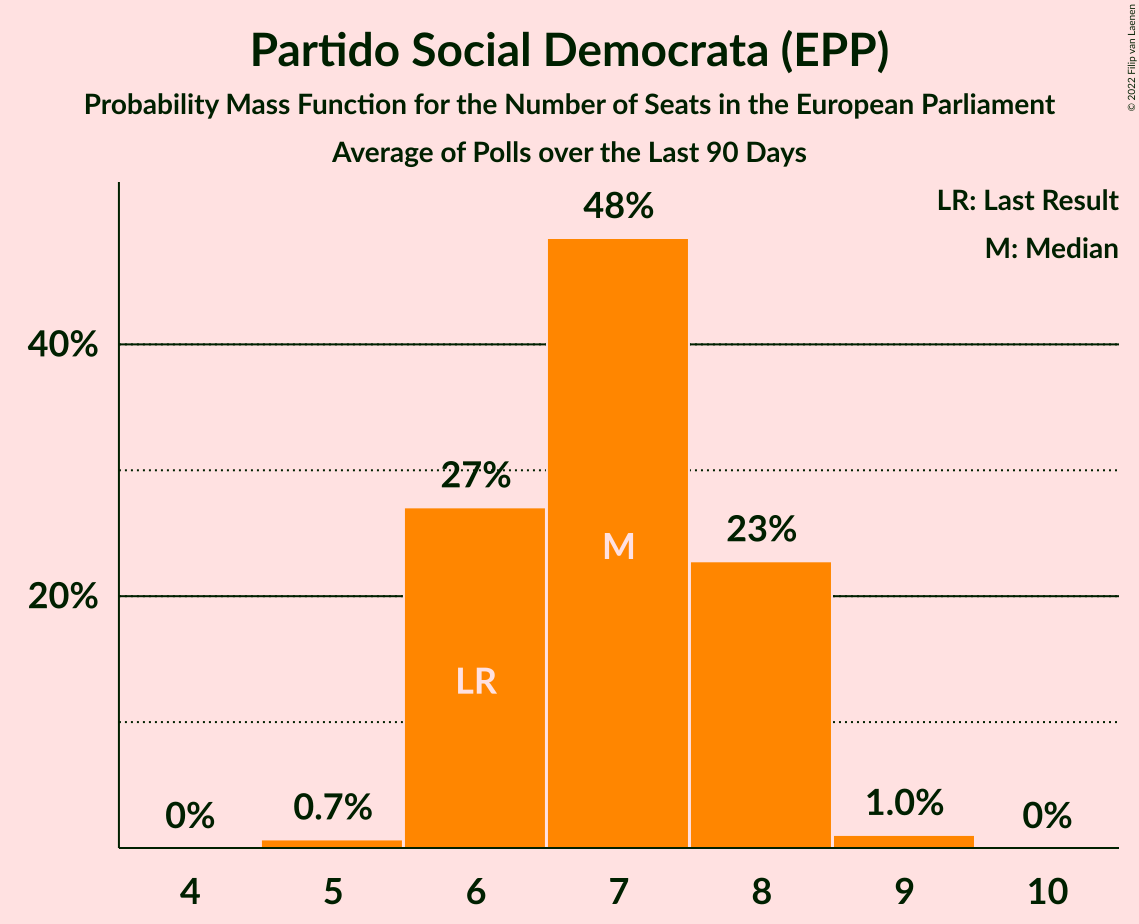 Partido Social Democrata (EPP)
Probability Mass Function for the Number of Seats in the European Parliament
Average of Polls over the Last 90 Days
© 2022 Filip van Laenen
LR: Last Result
M: Median
48%
40%
27%
23%
M
20%
LR
0%
0.7%
1.0%
0%
4
5
6
7
8
9
10